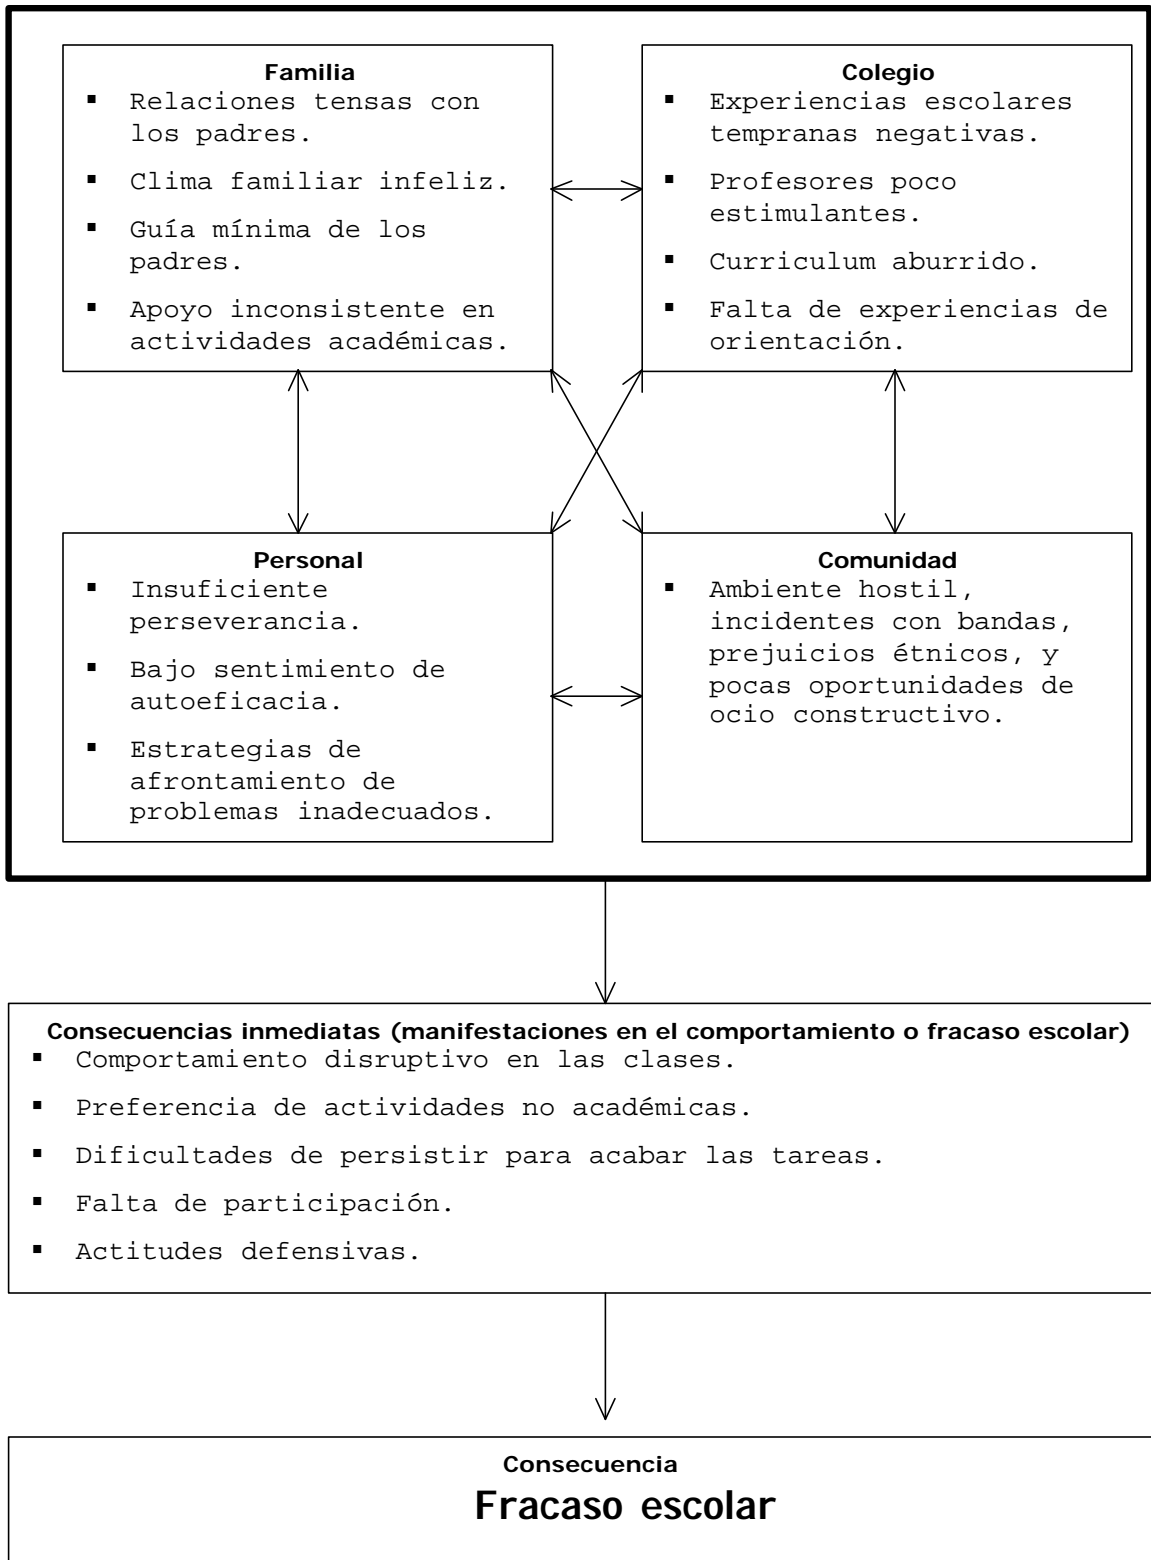 Familia
▪ Relaciones tensas con
los padres.
▪ Clima familiar infeliz.
▪ Guía mínima de los
padres.
▪ Apoyo inconsistente en
actividades académicas.
Colegio
▪ Experiencias escolares
tempranas negativas.
▪ Profesores poco
estimulantes.
▪ Curriculum aburrido.
▪ Falta de experiencias de
orientación.
Personal
▪ Insuficiente
perseverancia.
▪ Bajo sentimiento de
autoeficacia.
▪ Estrategias de
afrontamiento de
problemas inadecuados.
Comunidad
▪ Ambiente hostil,
incidentes con bandas,
prejuicios étnicos, y
pocas oportunidades de
ocio constructivo.
Consecuencias inmediatas (manifestaciones en el comportamiento o fracaso escolar)
▪ Comportamiento disruptivo en las clases.
▪ Preferencia de actividades no académicas.
▪ Dificultades de persistir para acabar las tareas.
▪ Falta de participación.
▪ Actitudes defensivas.
Consecuencia
Fracaso escolar